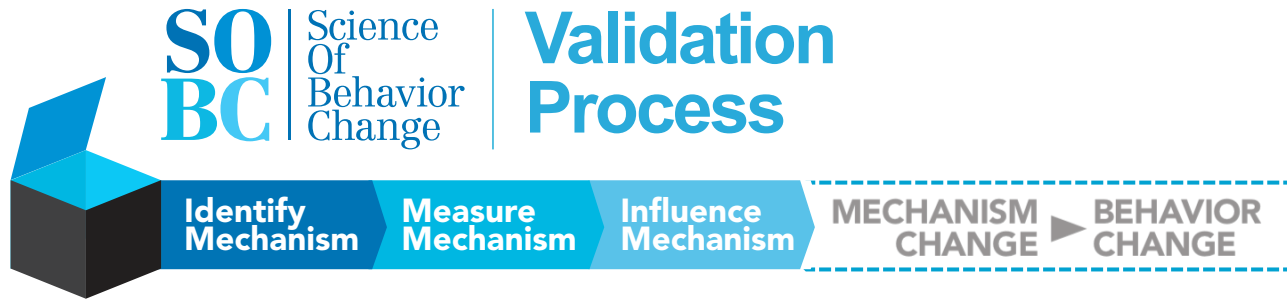 SO
BC
Science
Of
Behavior
Change
Validation
Process
Identify
Mechanism
Measure
Mechanism
Influence
Mechanism
MECHANISM
CHANGE
BEHAVIOR
CHANGE